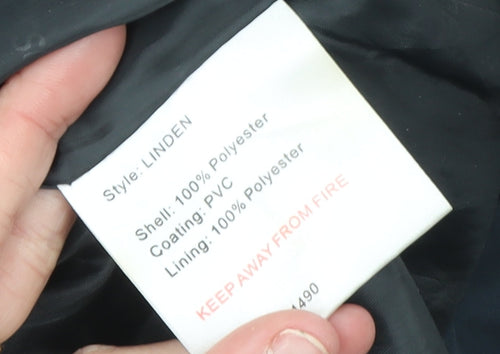 Style: LINDEN
Shell: 100% Polyester
Coating: PVC
Lining: 100% Polyester
KEEP AWAY FROM FIRE